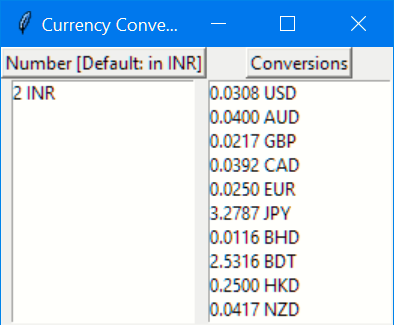 Currency Conve...
Number [Default: in INR]
Conversions
2 INR
0.0308 USD
0.0400 AUD
0.0217 GBP
0.0392 CAD
0.0250 EUR
3.2787 JPY
0.0116 BHD
2.5316 BDT
0.2500 HKD
0.0417 NZD